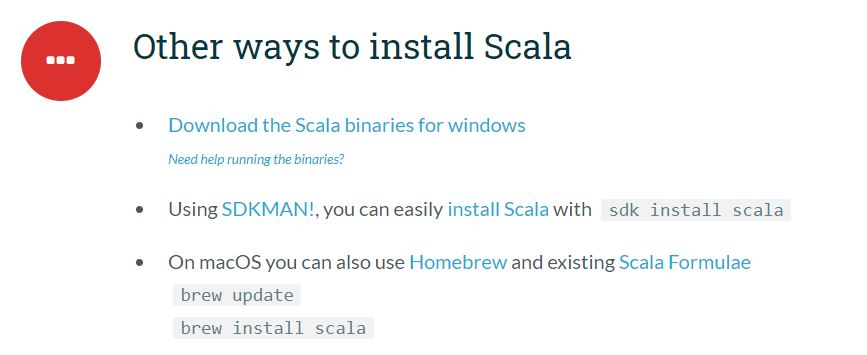 Other ways to install Scala
Download the Scala binaries for windows
Need help running the binaries?
Using SDKMAN!, you can easily install Scala with sdk install scala
On macOS you can also use Homebrew and existing Scala Formulae
brew update
brew install scala